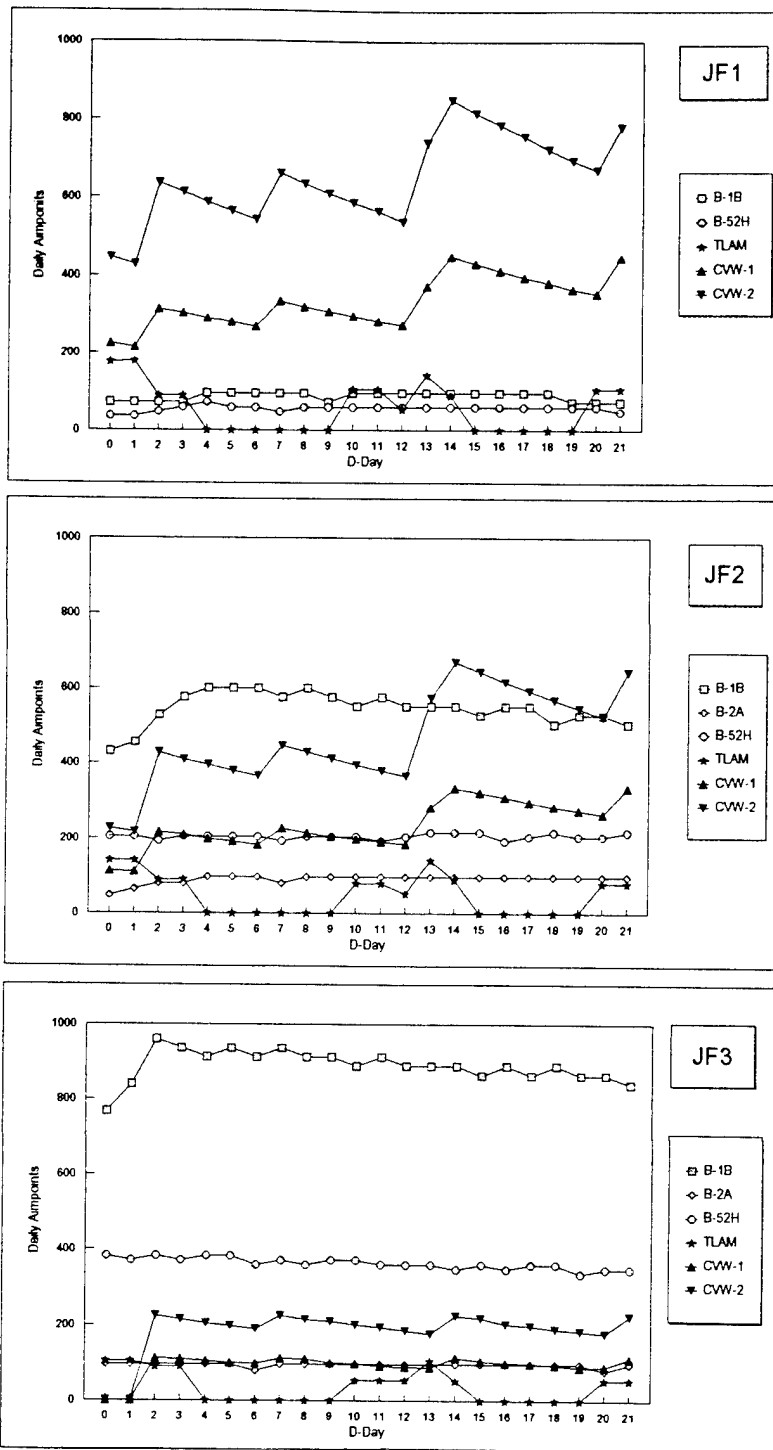 JF1
1000
800
600
400
200
0
Daily Aimpoints
0 1 2 3 4 5 6 7 8 9 10 11 12 13 14 15 16 17 18 19 20 21
D-Day
B-1B
B-52H
TLAM
CVW-1
CVW-2
JF2
1000
800
600
400
200
0
Daily Aimpoints
0 1 2 3 4 5 6 7 8 9 10 11 12 13 14 15 16 17 18 19 20 21
D-Day
B-1B
B-2A
B-52H
TLAM
CVW-1
CVW-2
JF3
1000
800
600
400
200
0
Daily Aimpoints
0 1 2 3 4 5 6 7 8 9 10 11 12 13 14 15 16 17 18 19 20 21
D-Day
B-1B
B-2A
B-52H
TLAM
CVW-1
CVW-2